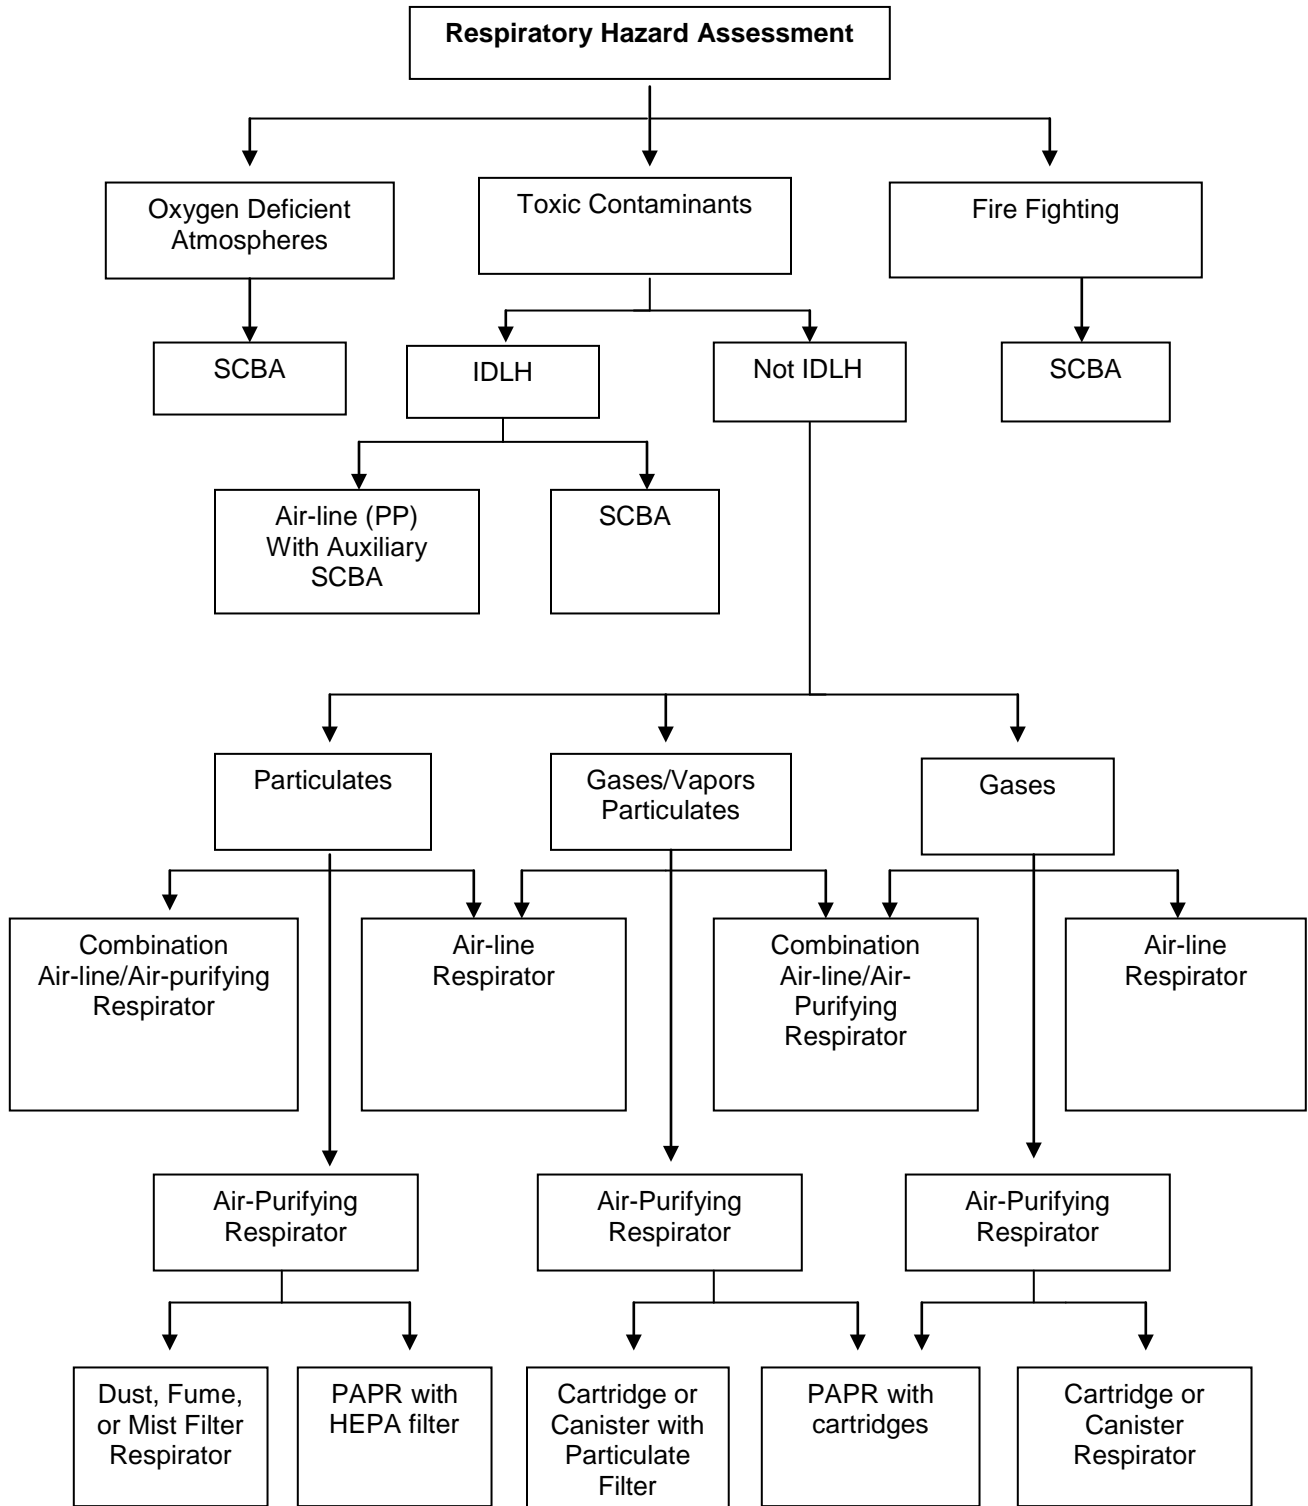 Respiratory Hazard Assessment
Oxygen Deficient
Atmospheres
Toxic Contaminants
Fire Fighting
SCBA
IDLH
Not IDLH
SCBA
Air-line (PP)
With Auxiliary
SCBA
SCBA
Particulates
Gases/Vapors
Particulates
Gases
Combination
Air-line/Air-purifying
Respirator
Air-line
Respirator
Combination
Air-line/Air-
Purifying
Respirator
Air-line
Respirator
Air-Purifying
Respirator
Air-Purifying
Respirator
Air-Purifying
Respirator
Dust, Fume,
or Mist Filter
Respirator
PAPR with
HEPA filter
Cartridge or
Canister with
Particulate
Filter
PAPR with
cartridges
Cartridge or
Canister
Respirator